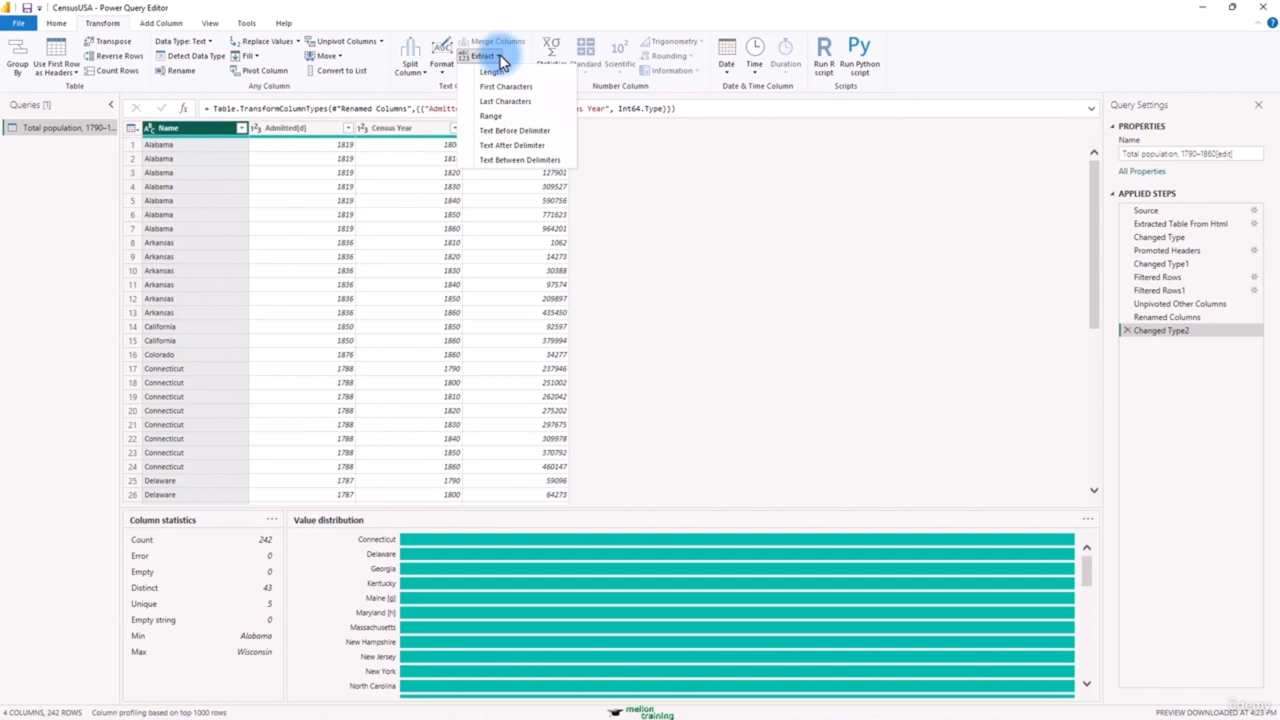 CensusUSA - Power Query Editor
File Home Transform Add Column View Tools Help
Group By
Use First Row as Headers
Transpose
Reverse Rows
Count Rows
Data Type: Text
Detect Data Type
Rename
Replace Values
Fill
Pivot Column
Unpivot Columns
Move
Convert to List
Any Column
Split Column
Format
Merge Columns
Extract
Length
First Characters
Last Characters
Range
Text Before Delimiter
Text After Delimiter
Text Between Delimiters
Statistics
Standard
Scientific
Trigonometry
Rounding
Information
Number Column
Date
Time
Duration
Date & Time Column
Run R script
Run Python script
Scripts
Queries [1]
Total population, 1790–1...
= Table.TransformColumnTypes(#"Renamed Columns",{{"Admitt
s Year", Int64.Type}})
Name Admitted[d] Census Year
1 Alabama 1819
2 Alabama 1819
3 Alabama 1819 1820 127901
4 Alabama 1819 1830 309527
5 Alabama 1819 1840 590756
6 Alabama 1819 1850 771623
7 Alabama 1819 1860 964201
8 Arkansas 1836 1810 1062
9 Arkansas 1836 1820 14273
10 Arkansas 1836 1830 30388
11 Arkansas 1836 1840 97574
12 Arkansas 1836 1850 209897
13 Arkansas 1836 1860 435450
14 California 1850 1850 92597
15 California 1850 1860 379994
16 Colorado 1876 1860 34277
17 Connecticut 1788 1790 237946
18 Connecticut 1788 1800 251002
19 Connecticut 1788 1810 262042
20 Connecticut 1788 1820 275202
21 Connecticut 1788 1830 297675
22 Connecticut 1788 1840 309978
23 Connecticut 1788 1850 370792
24 Connecticut 1788 1860 460147
25 Delaware 1787 1790 59096
26 Delaware 1787 1800 64273
Column statistics
Count 242
Error 0
Empty 0
Distinct 43
Unique 5
Empty string 0
Min Alabama
Max Wisconsin
Value distribution
Connecticut
Delaware
Georgia
Kentucky
Maine [g]
Maryland [h]
Massachusetts
New Hampshire
New Jersey
New York
North Carolina
Query Settings
PROPERTIES
Name
Total population, 1790–1860[edit]
All Properties
APPLIED STEPS
Source
Extracted Table From Html
Changed Type
Promoted Headers
Changed Type1
Filtered Rows
Filtered Rows1
Unpivoted Other Columns
Renamed Columns
Changed Type2
4 COLUMNS, 242 ROWS Column profiling based on top 1000 rows
melion training
udemy
PREVIEW DOWNLOADED AT 4:23 PM